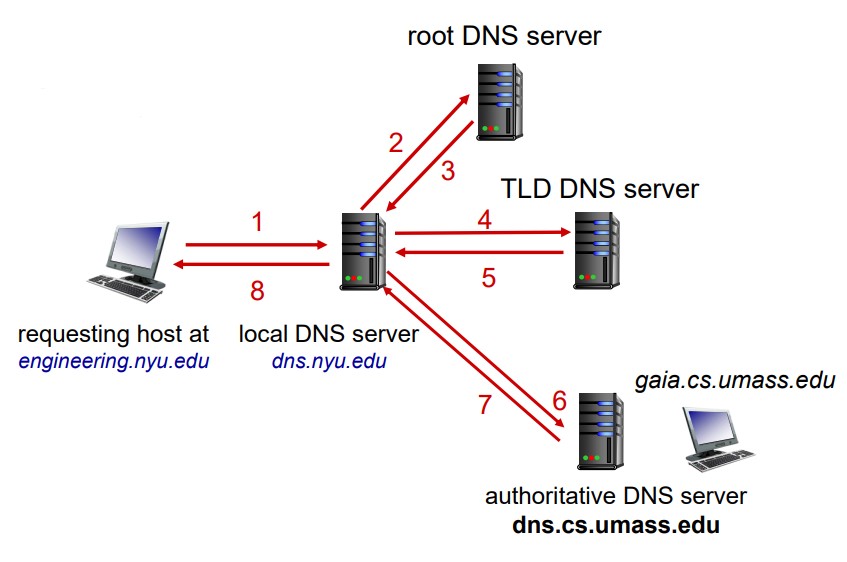 root DNS server
2
3
TLD DNS server
1
4
8
5
requesting host at
engineering.nyu.edu
local DNS server
dns.nyu.edu
6
7
gaia.cs.umass.edu
authoritative DNS server
dns.cs.umass.edu